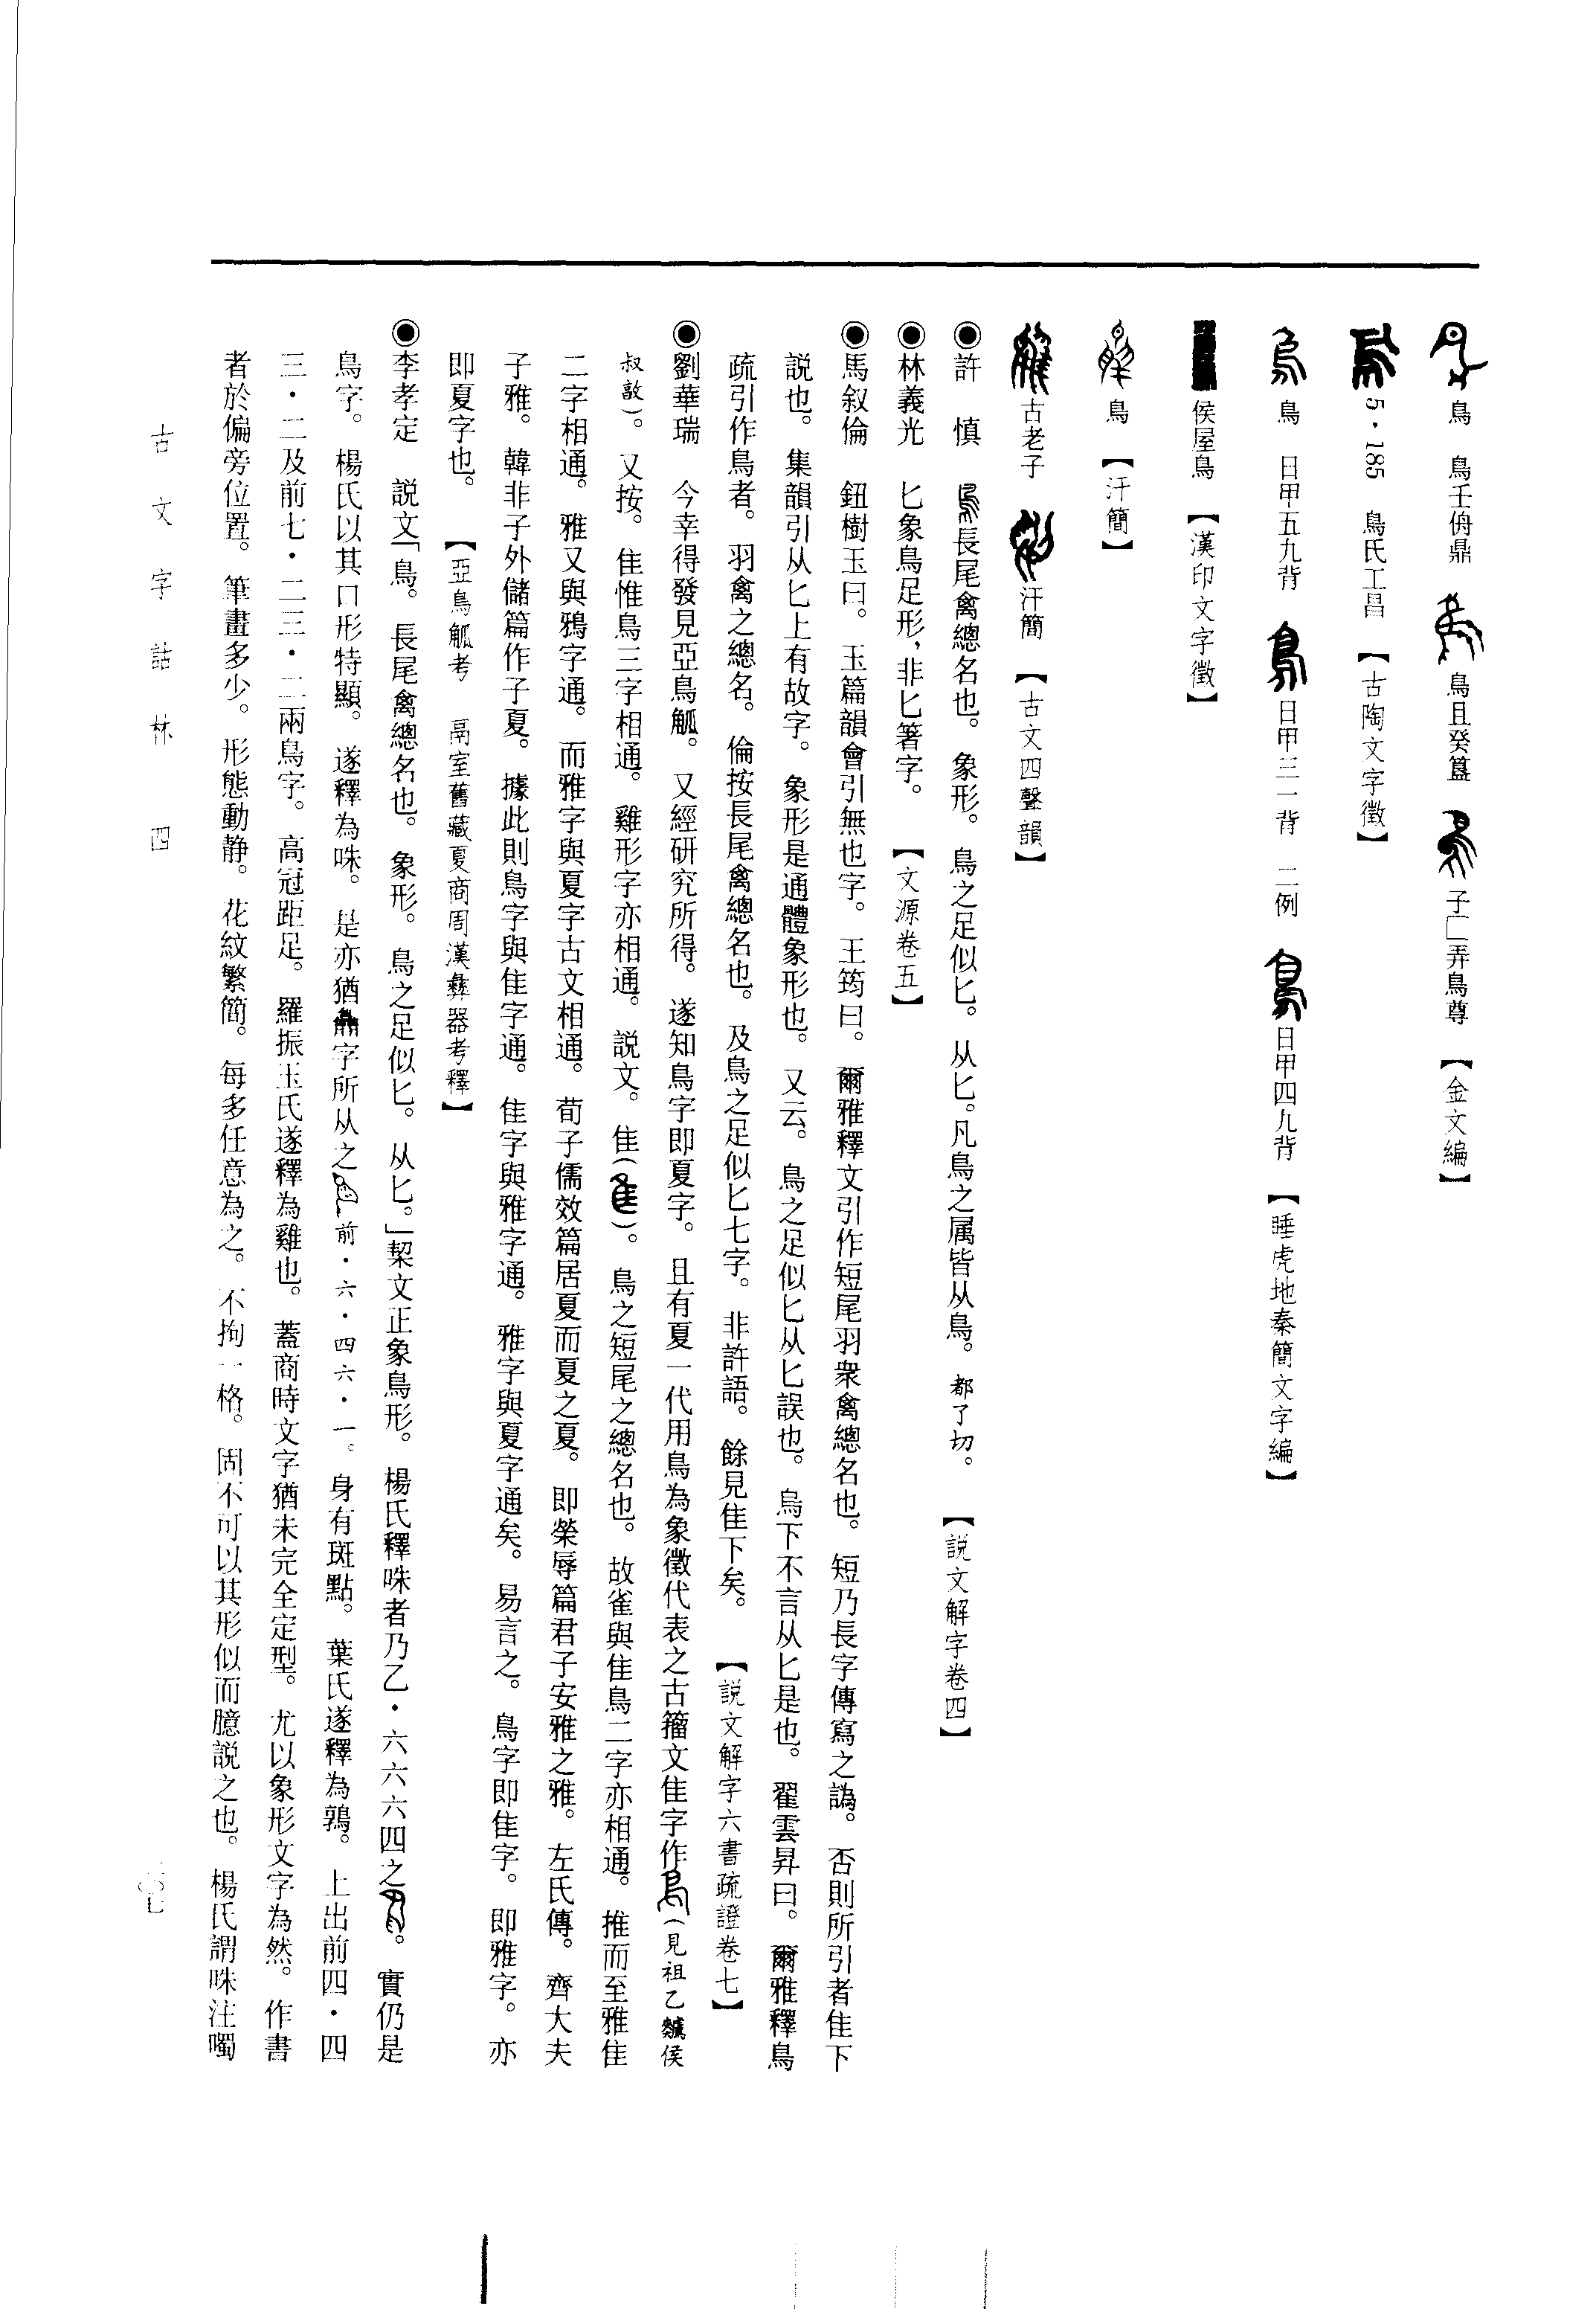 鳥　鳥壬侜鼎　鳥且癸簋　子□弄鳥尊　【金文編】
5·185　鳥氏工昌　【古陶文字徵】
鳥　日甲五九背　日甲三一背　二例　日甲四九背　【睡虎地秦簡文字編】
侯屋鳥　【漢印文字徵】
鳥　【汗簡】
古老子　汗簡　【古文四聲韻】
◉許　慎　長尾禽總名也。象形。鳥之足似匕。从匕。凡鳥之属皆从鳥。都了切。　【説文解字卷四】
◉林義光　匕象鳥足形，非匕箸字。　【文源卷五】
◉馬叙倫　鈕樹玉曰。玉篇韻會引無也字。王筠曰。爾雅釋文引作短尾羽衆禽總名也。短乃長字傳寫之譌。否則所引者隹下
説也。集韻引从匕上有故字。象形是通體象形也。又云。鳥之足似匕从匕誤也。烏下不言从匕是也。翟雲昇曰。爾雅釋鳥
疏引作鳥者。羽禽之總名。倫按長尾禽總名也。及鳥之足似匕七字。非許語。餘見隹下矣。　【説文解字六書疏證卷七】
◉劉華瑞　今幸得發見亞鳥觚。又經研究所得。遂知鳥字即夏字。且有夏一代用鳥為象徵代表之古籀文隹字作（見祖乙侯
叔敦）。又按。隹惟鳥三字相通。雞形字亦相通。説文。隹（）。鳥之短尾之總名也。故雀與隹鳥二字亦相通。推而至雅隹
二字相通。雅又與鴉字通。而雅字與夏字古文相通。荀子儒效篇居夏而夏之夏。即榮辱篇君子安雅之雅。左氏傳。齊大夫
子雅。韓非子外儲篇作子夏。據此則鳥字與隹字通。隹字與雅字通。雅字與夏字通矣。易言之。鳥字即隹字。即雅字。亦
即夏字也。　【亞鳥觚考　鬲室舊藏夏商周漢彝器考釋】
◉李孝定　説文「鳥。長尾禽總名也。象形。鳥之足似匕。从匕。」栔文正象鳥形。楊氏釋咮者乃乙·六六六四之。實仍是
鳥字。楊氏以其口形特顯。遂釋為咮。是亦猶字所从之前·六·四六·一。身有斑點。葉氏遂釋為鶉。上出前四·四
三·二及前七·二三·二兩鳥字。高冠距足。羅振玉氏遂釋為雞也。蓋商時文字猶未完全定型。尤以象形文字為然。作書
者於偏旁位置。筆畫多少。形態動静。花紋繁簡。每多任意為之。不拘一格。固不可以其形似而臆説之也。楊氏謂咮注噣
古文字詁林　四